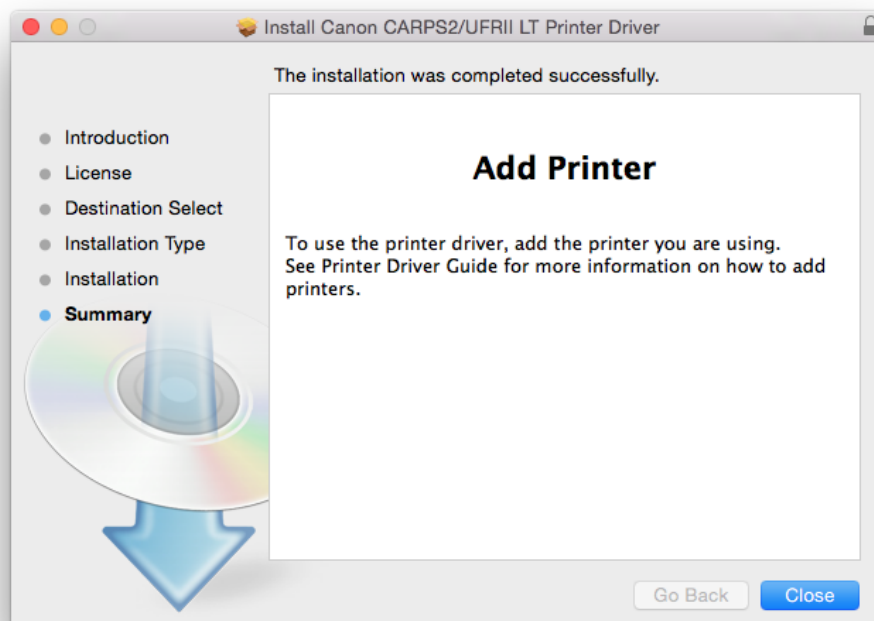 Install Canon CARPS2/UFRII LT Printer Driver
The installation was completed successfully.
Introduction
License
Destination Select
Installation Type
Installation
Summary
Add Printer
To use the printer driver, add the printer you are using.
See Printer Driver Guide for more information on how to add
printers.
Go Back
Close